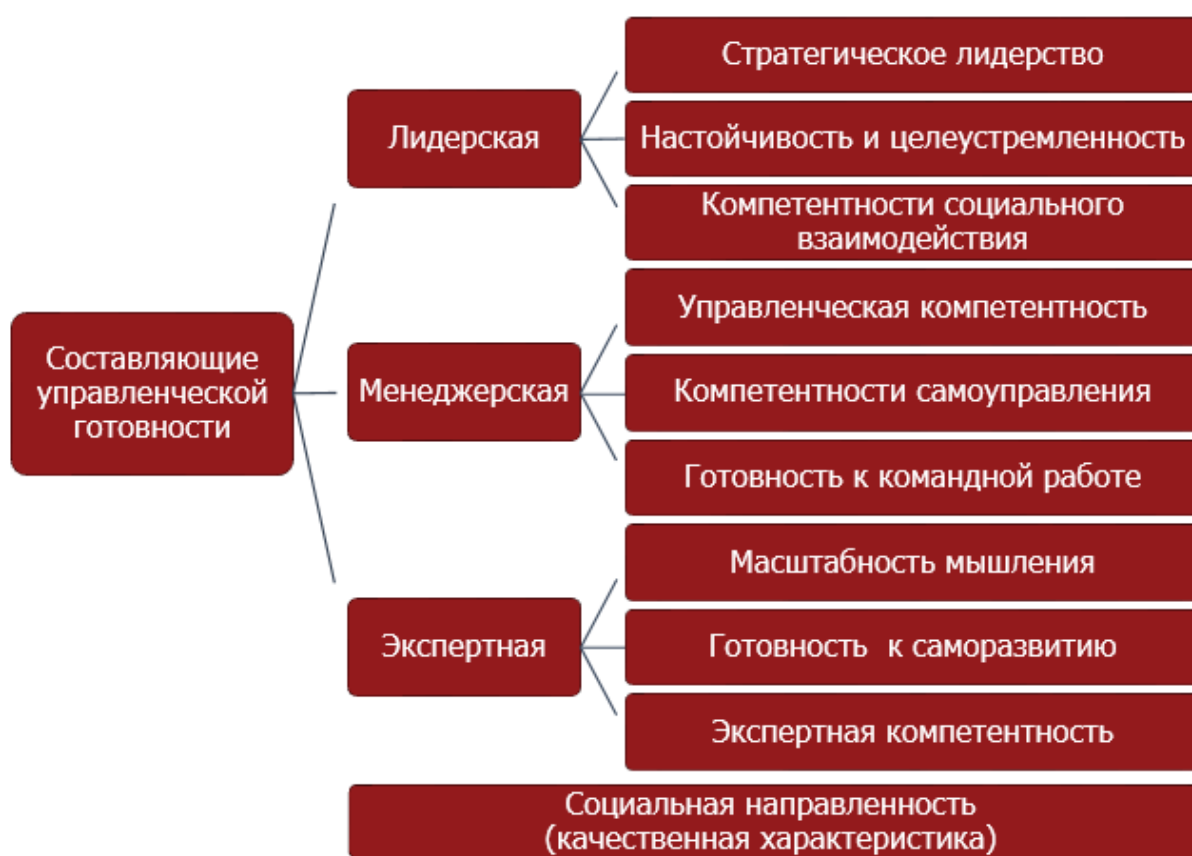 Составляющие
управленческой
готовности
Лидерская
Стратегическое лидерство
Настойчивость и целеустремленность
Компетентности социального
взаимодействия
Менеджерская
Управленческая компетентность
Компетентности самоуправления
Готовность к командной работе
Экспертная
Масштабность мышления
Готовность к саморазвитию
Экспертная компетентность
Социальная направленность
(качественная характеристика)